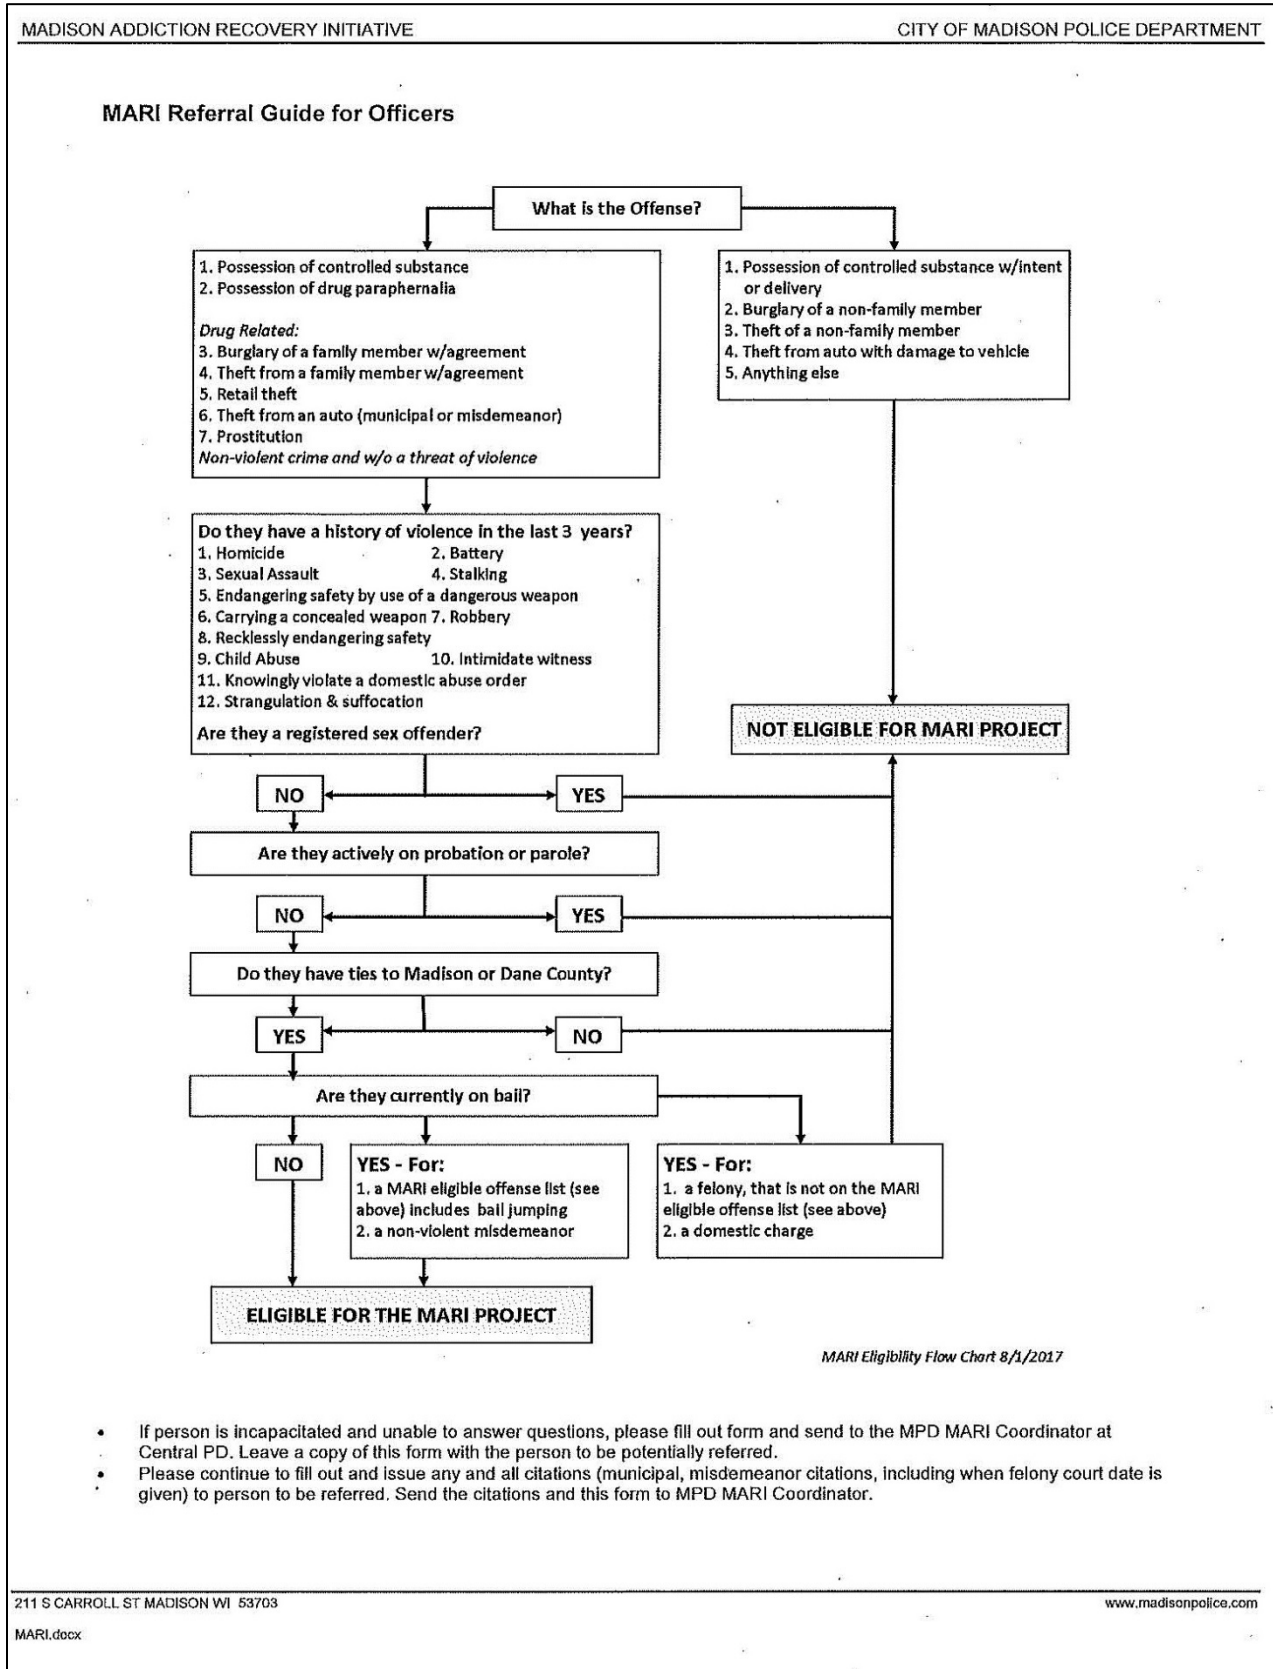 MADISON ADDICTION RECOVERY INITIATIVE
CITY OF MADISON POLICE DEPARTMENT
MARI Referral Guide for Officers
What is the Offense?
1. Possession of controlled substance
2. Possession of drug paraphernalia
Drug Related:
3. Burglary of a family member w/agreement
4. Theft from a family member w/agreement
5. Retail theft
6. Theft from an auto (municipal or misdemeanor)
7. Prostitution
Non-violent crime and w/o a threat of violence
1. Possession of controlled substance w/intent
or delivery
2. Burglary of a non-family member
3. Theft of a non-family member
4. Theft from auto with damage to vehicle
5. Anything else
Do they have a history of violence in the last 3 years?
1. Homicide 2. Battery
3. Sexual Assault 4. Stalking
5. Endangering safety by use of a dangerous weapon
6. Carrying a concealed weapon 7. Robbery
8. Recklessly endangering safety
9. Child Abuse 10. Intimidate witness
11. Knowingly violate a domestic abuse order
12. Strangulation & suffocation
Are they a registered sex offender?
NOT ELIGIBLE FOR MARI PROJECT
NO
YES
Are they actively on probation or parole?
NO
YES
Do they have ties to Madison or Dane County?
YES
NO
Are they currently on bail?
NO
YES - For:
1. a MARI eligible offense list (see
above) includes bail jumping
2. a non-violent misdemeanor
YES - For:
1. a felony, that is not on the MARI
eligible offense list (see above)
2. a domestic charge
ELIGIBLE FOR THE MARI PROJECT
MARI Eligibility Flow Chart 8/1/2017
• If person is incapacitated and unable to answer questions, please fill out form and send to the MPD MARI Coordinator at
Central PD. Leave a copy of this form with the person to be potentially referred.
• Please continue to fill out and issue any and all citations (municipal, misdemeanor citations, including when felony court date is
given) to person to be referred. Send the citations and this form to MPD MARI Coordinator.
211 S CARROLL ST MADISON WI 53703
www.madisonpolice.com
MARI.docx